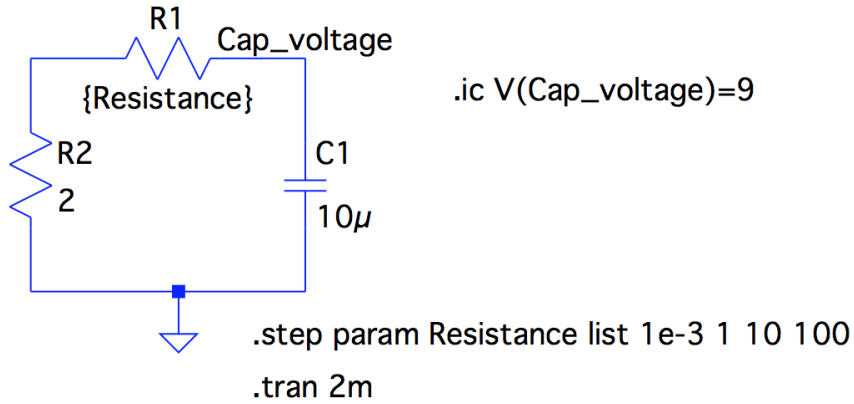 R1
Cap_voltage
{Resistance}
.ic V(Cap_voltage)=9
R2
2
C1
10µ
.step param Resistance list 1e-3 1 10 100
.tran 2m